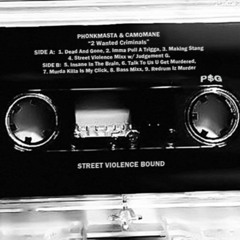 PHONKMASTA & CAMOMANE
"2 Wanted Criminals"
SIDE A: 1. Dead And Gone, 2. Imma Pull A Trigga, 3. Making Stang
4. Street Violence Mixx w/ Judgement G.
SIDE B: 5. Insane In The Brain, 6. Talk To Us U Get Murdered,
7. Murda Killa In My Click, 8. Bass Mixx, 9. Redrum Iz Murder
P$G
STREET VIOLENCE BOUND